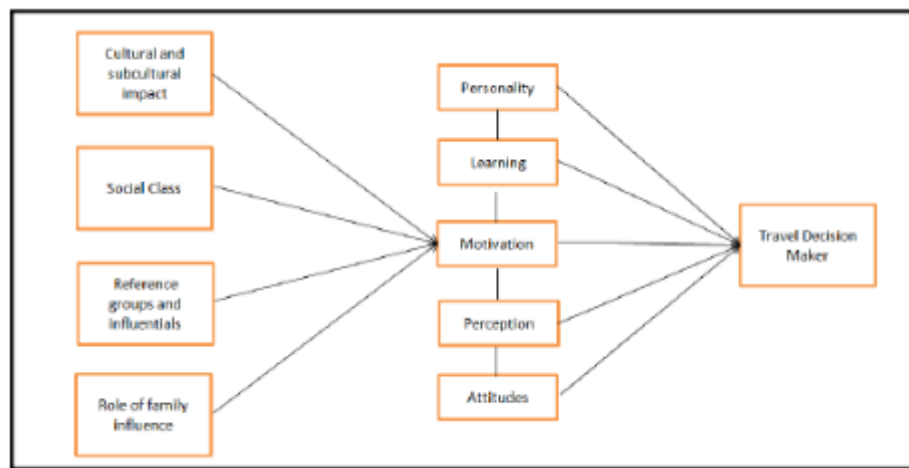 Cultural and
subcultural
impact
Social Class
Reference
groups and
influentials
Role of family
influence
Personality
Learning
Motivation
Perception
Attitudes
Travel Decision
Maker